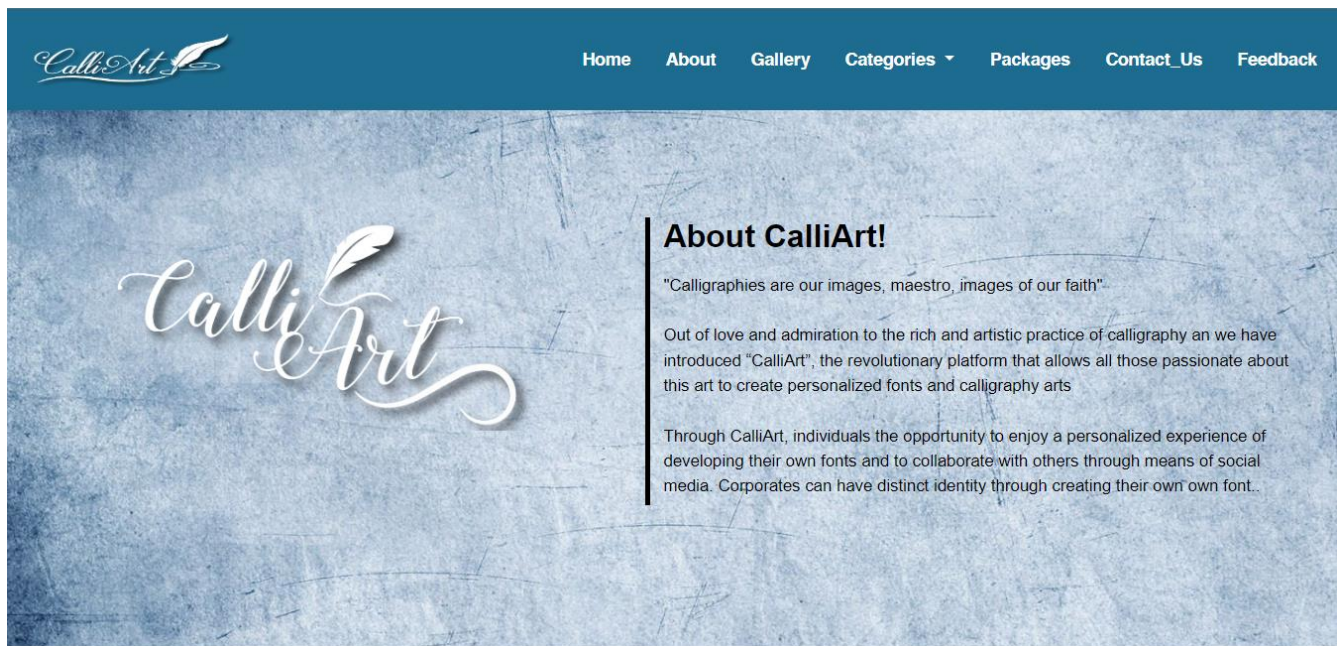 CalliArt
Home About Gallery Categories Packages Contact_Us Feedback
Calli
Art
About CalliArt!
"Calligraphies are our images, maestro, images of our faith"
Out of love and admiration to the rich and artistic practice of calligraphy an we have
introduced “CalliArt”, the revolutionary platform that allows all those passionate about
this art to create personalized fonts and calligraphy arts
Through CalliArt, individuals the opportunity to enjoy a personalized experience of
developing their own fonts and to collaborate with others through means of social
media. Corporates can have distinct identity through creating their own own font..